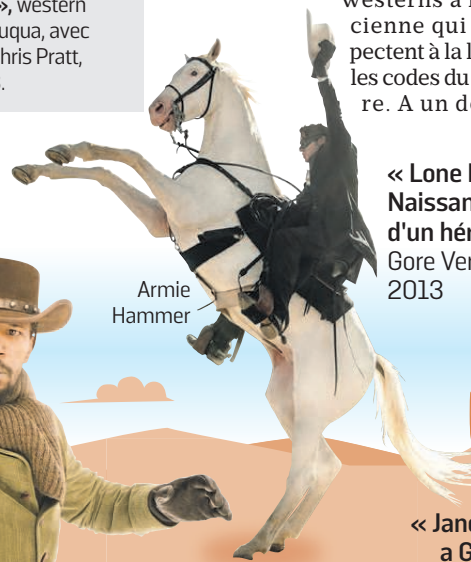 », western
uqua, avec
hris Pratt,
westerns à
cienne qui
pectent à la l
les codes du
re. A un d
« Lone
Naissan
d'un hér
Gore Ver
2013
Armie
Hammer
« Jan
a G